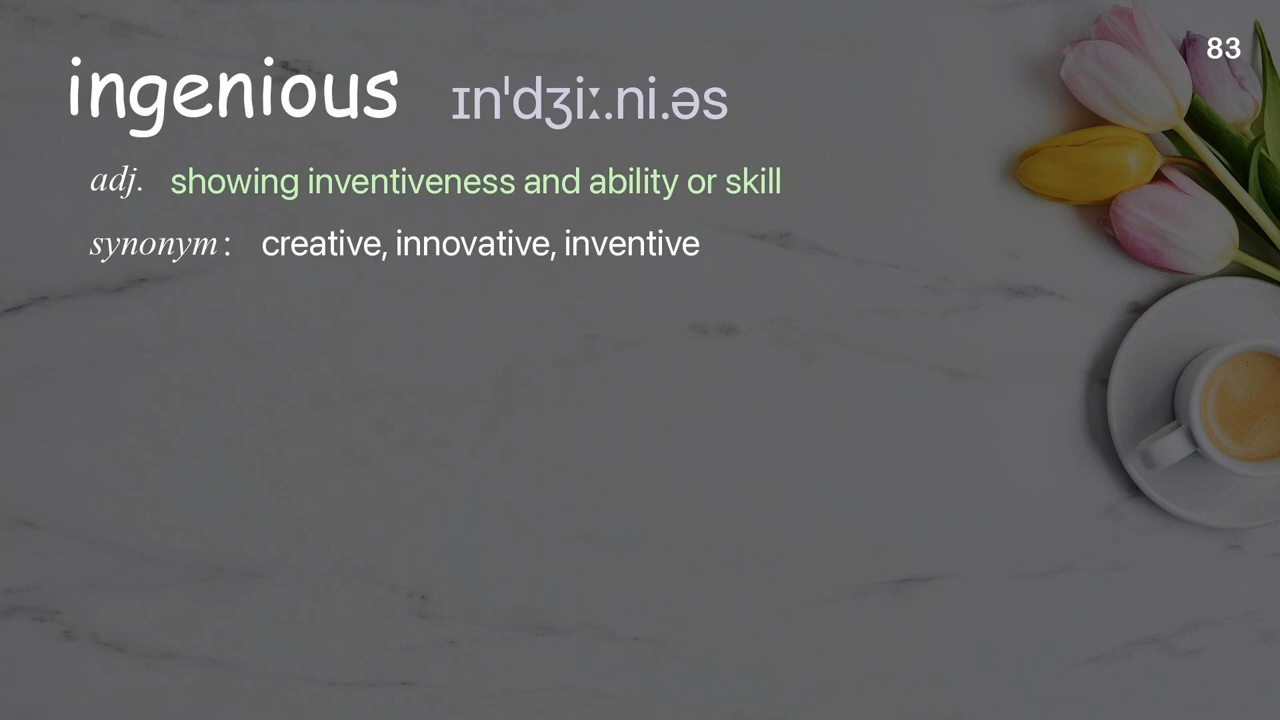 83
ingenious ɪnˈdʒiː.ni.əs
adj. showing inventiveness and ability or skill
synonym: creative, innovative, inventive